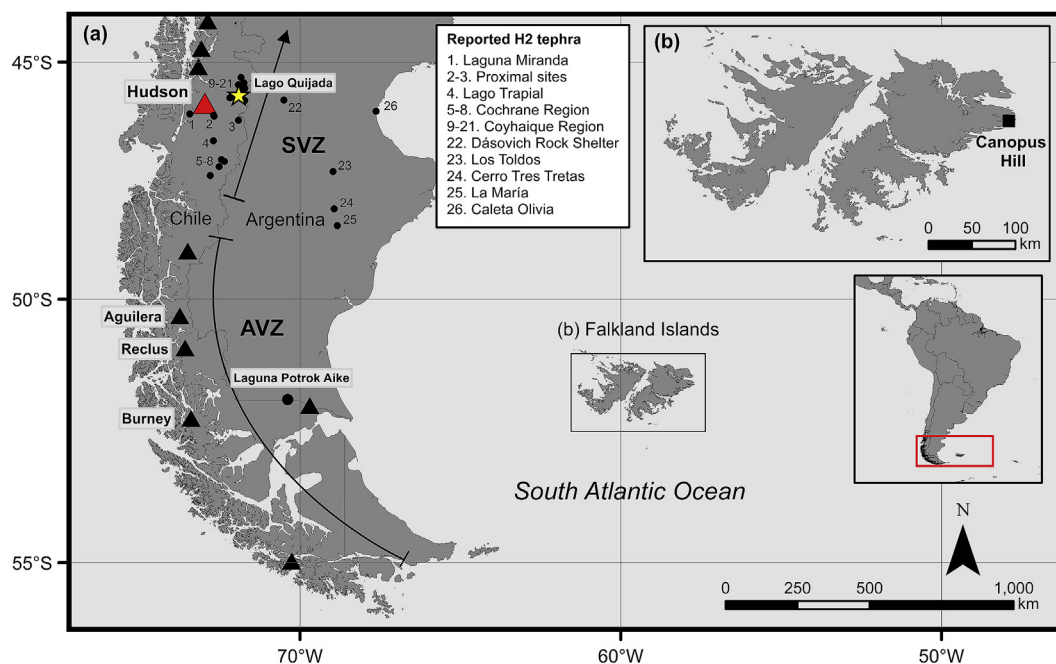 (a)
45°S
50°S
55°S
70°W
60°W
50°W
Hudson
9-21
Lago Quijada
22
26
1
2
3
4
5-8
SVZ
23
24
25
Chile
Argentina
Aguilera
Reclus
Burney
AVZ
Laguna Potrok Aike
Reported H2 tephra
1. Laguna Miranda
2-3. Proximal sites
4. Lago Trapial
5-8. Cochrane Region
9-21. Coyhaique Region
22. Dásovich Rock Shelter
23. Los Toldos
24. Cerro Tres Tretas
25. La María
26. Caleta Olivia
(b)
Canopus
Hill
0 50 100
km
(b) Falkland Islands
South Atlantic Ocean
N
0 250 500 1,000
km